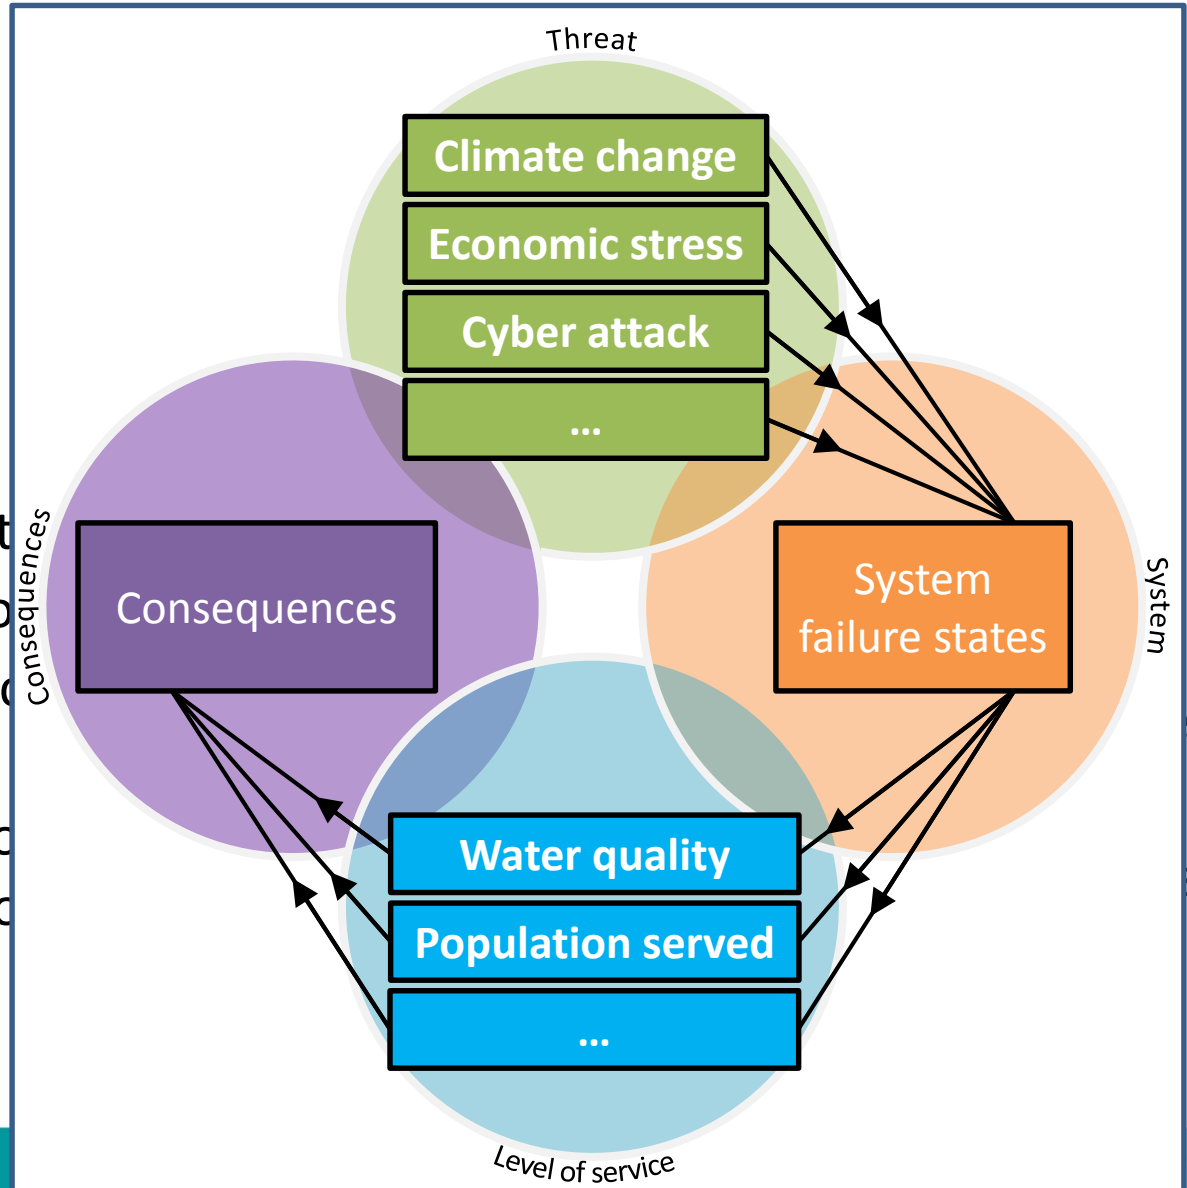 Threat
Climate change
Economic stress
Cyber attack
...
Consequences
Consequences
System
failure states
System
Water quality
Population served
...
Level of service